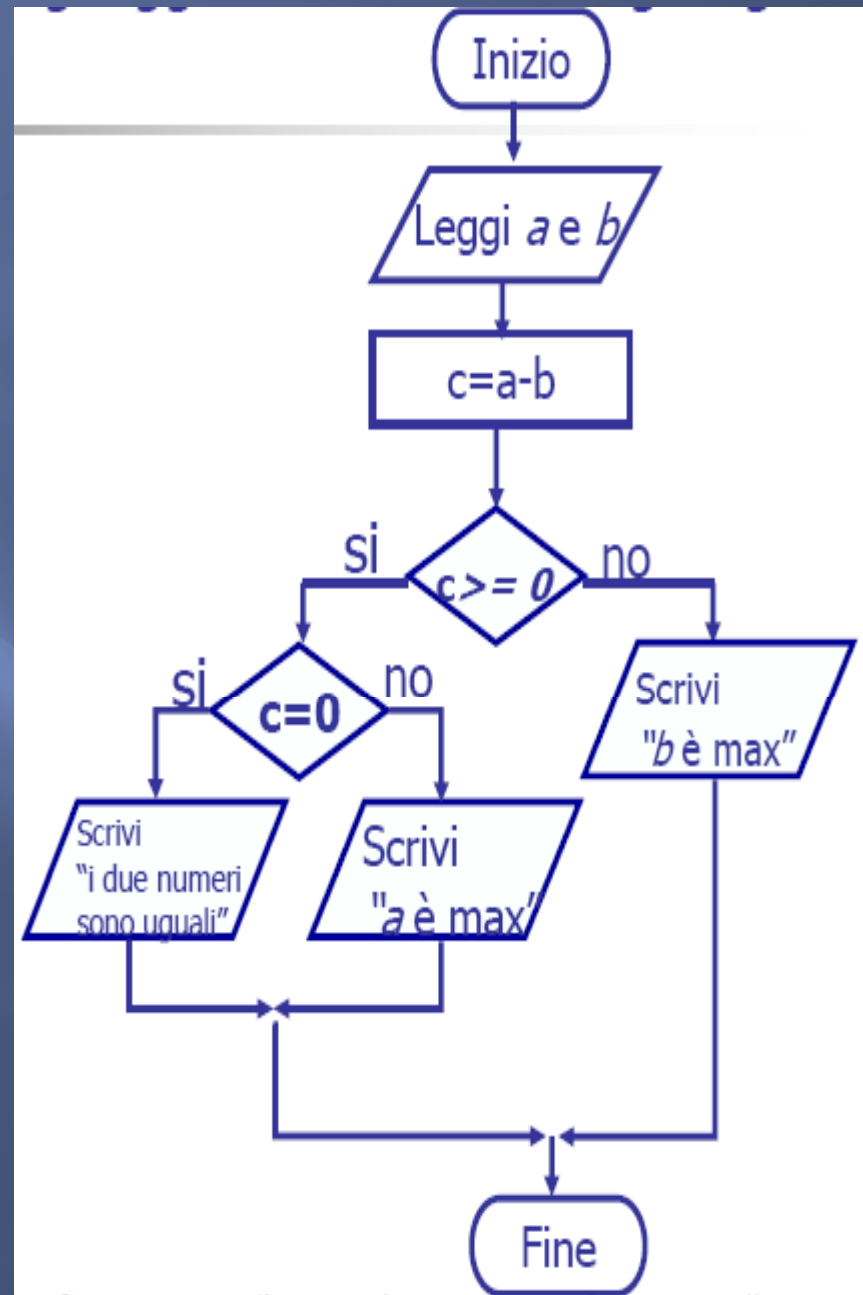 Inizio
Leggi a e b
c=a-b
si
c>= 0
no
si
c=0
no
Scrivi
"b è max"
Scrivi
“i due numeri
sono uguali”
Scrivi
"a è max"
Fine